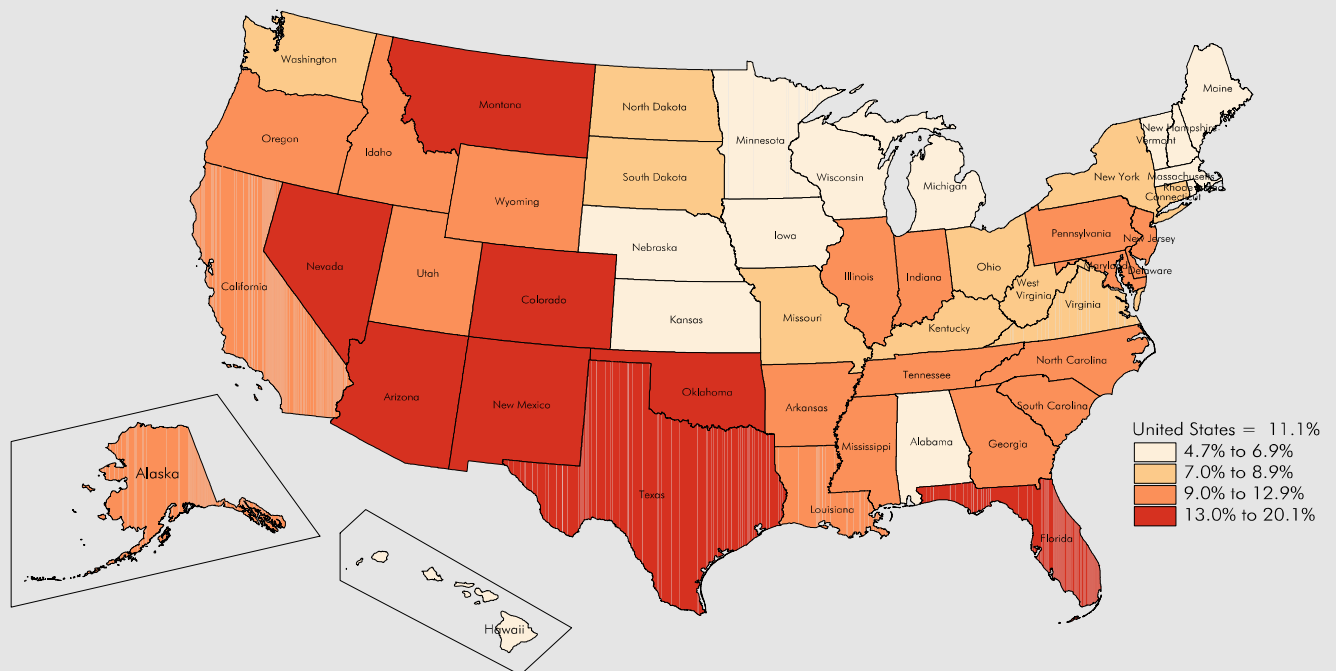 Washington
Montana
North Dakota
Minnesota
Maine
New Hampshire
Vermont
Oregon
Idaho
South Dakota
Wisconsin
Michigan
New York
Massachusetts
Rhode Island
Connecticut
Wyoming
Nebraska
Iowa
Pennsylvania
New Jersey
Nevada
Utah
Colorado
California
Illinois
Indiana
Ohio
Maryland
Delaware
West
Virginia
Virginia
Kansas
Missouri
Kentucky
Arizona
New Mexico
Oklahoma
Arkansas
Tennessee
North Carolina
South Carolina
Mississippi
Alabama
Georgia
Texas
Louisiana
Florida
Alaska
Hawaii
United States = 11.1%
4.7% to 6.9%
7.0% to 8.9%
9.0% to 12.9%
13.0% to 20.1%